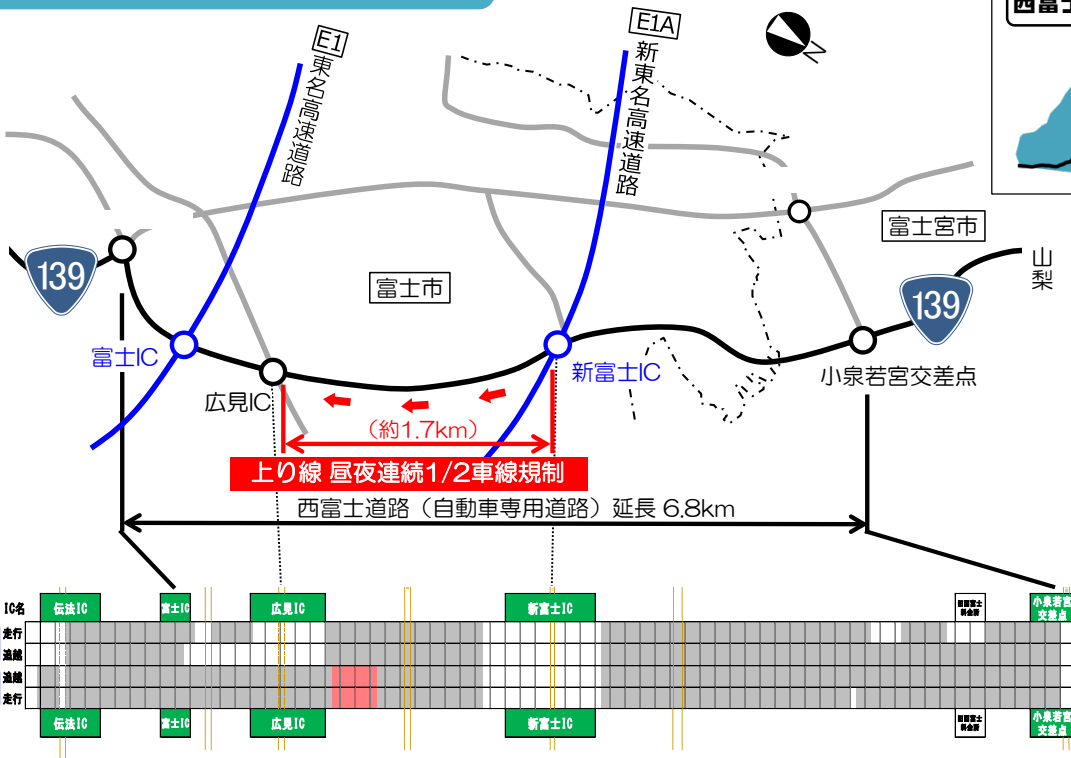 西富士
E1
東名高速道路
E1A
新東名高速道路
N
富士宮市
山梨
139
富士市
139
富士IC
新富士IC
小泉若宮交差点
広見IC
(約1.7km)
上り線 昼夜連続1/2車線規制
西富士道路（自動車専用道路）延長 6.8km
IC名
伝法IC
富士IC
広見IC
新富士IC
小泉若宮
交差点
走行
追越
追越
走行
伝法IC
富士IC
広見IC
新富士IC
小泉若宮
交差点